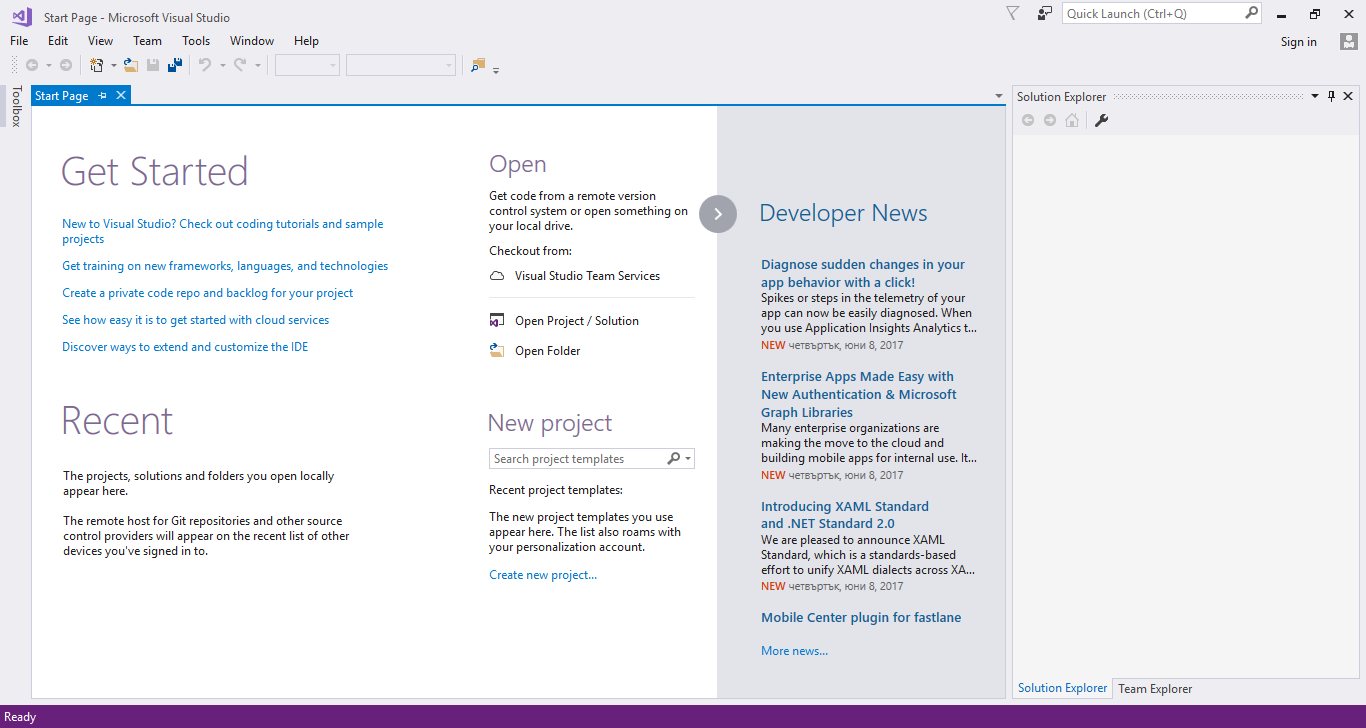 Start Page - Microsoft Visual Studio
Quick Launch (Ctrl+Q)
File Edit View Team Tools Window Help
Sign in
Toolbox
Start Page
Get Started
New to Visual Studio? Check out coding tutorials and sample
projects
Get training on new frameworks, languages, and technologies
Create a private code repo and backlog for your project
See how easy it is to get started with cloud services
Discover ways to extend and customize the IDE
Recent
The projects, solutions and folders you open locally
appear here.
The remote host for Git repositories and other source
control providers will appear on the recent list of other
devices you've signed in to.
Open
Get code from a remote version
control system or open something on
your local drive.
Checkout from:
Visual Studio Team Services
Open Project / Solution
Open Folder
New project
Search project templates
Recent project templates:
The new project templates you use
appear here. The list also roams with
your personalization account.
Create new project...
Developer News
Diagnose sudden changes in your
app behavior with a click!
Spikes or steps in the telemetry of your
app can now be easily diagnosed. When
you use Application Insights Analytics t...
NEW четвъртък, юни 8, 2017
Enterprise Apps Made Easy with
New Authentication & Microsoft
Graph Libraries
Many enterprise organizations are
making the move to the cloud and
building mobile apps for internal use. It...
NEW четвъртък, юни 8, 2017
Introducing XAML Standard
and .NET Standard 2.0
We are pleased to announce XAML
Standard, which is a standards-based
effort to unify XAML dialects across XA...
NEW четвъртък, юни 8, 2017
Mobile Center plugin for fastlane
More news...
Solution Explorer
Solution Explorer Team Explorer
Ready